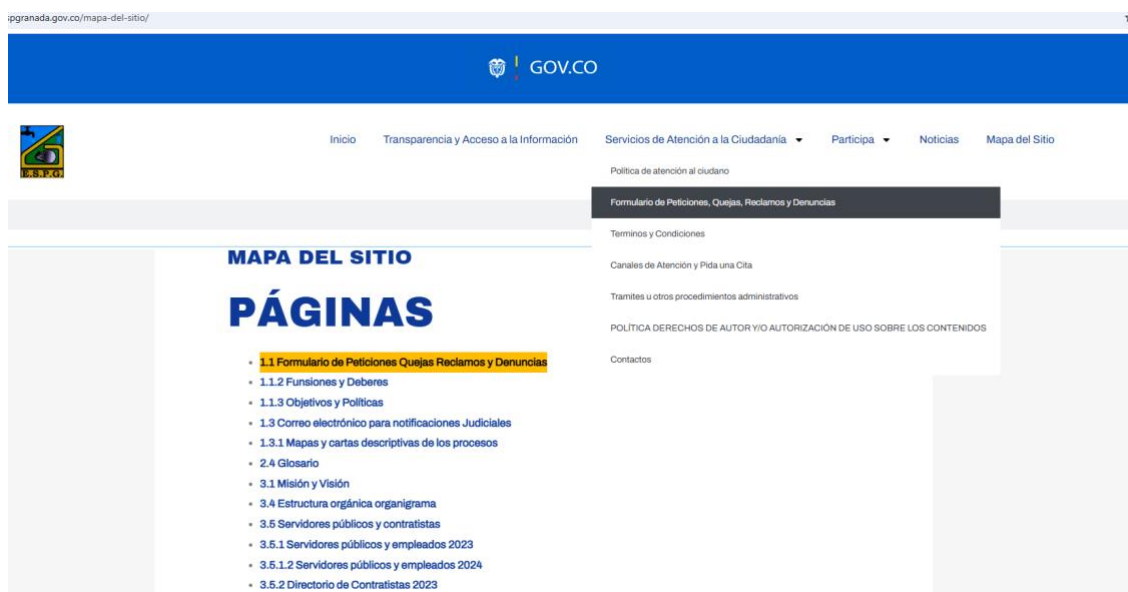 spgranada.gov.co/mapa-del-sitio/
GOV.CO
E.S.P.G.
Inicio Transparencia y Acceso a la Información Servicios de Atención a la Ciudadanía Participa Noticias Mapa del Sitio
Política de atención al ciudano
Formulario de Peticiones, Quejas, Reclamos y Denuncias
Terminos y Condiciones
Canales de Atención y Pida una Cita
Tramites u otros procedimientos administrativos
POLÍTICA DERECHOS DE AUTOR Y/O AUTORIZACIÓN DE USO SOBRE LOS CONTENIDOS
Contactos
MAPA DEL SITIO
PÁGINAS
1.1 Formulario de Peticiones Quejas Reclamos y Denuncias
1.1.2 Funsiones y Deberes
1.1.3 Objetivos y Políticas
1.3 Correo electrónico para notificaciones Judiciales
1.3.1 Mapas y cartas descriptivas de los procesos
2.4 Glosario
3.1 Misión y Visión
3.4 Estructura orgánica organigrama
3.5 Servidores públicos y contratistas
3.5.1 Servidores públicos y empleados 2023
3.5.1.2 Servidores públicos y empleados 2024
3.5.2 Directorio de Contratistas 2023